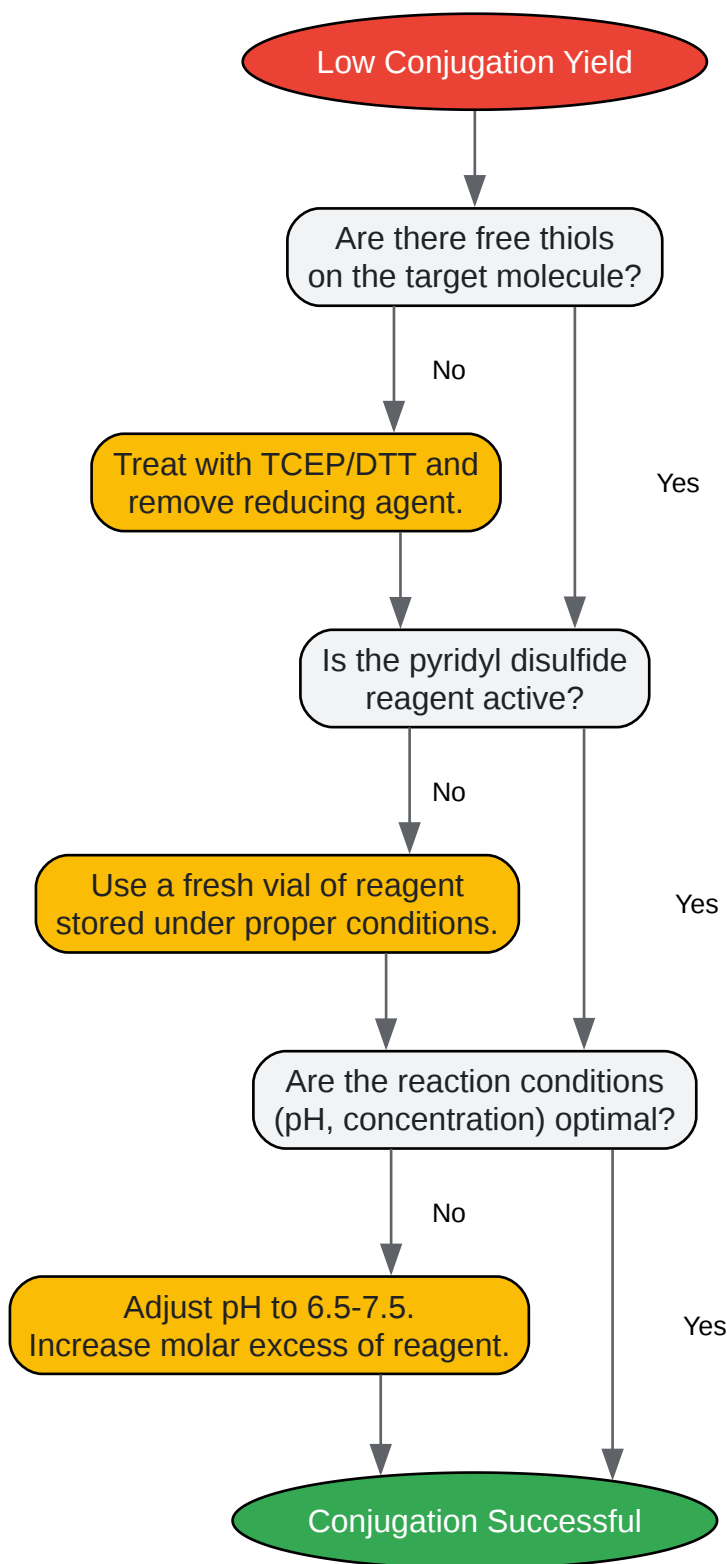 Low Conjugation Yield
Are there free thiols
on the target molecule?
No
Treat with TCEP/DTT and
remove reducing agent.
Yes
Is the pyridyl disulfide
reagent active?
No
Use a fresh vial of reagent
stored under proper conditions.
Yes
Are the reaction conditions
(pH, concentration) optimal?
No
Adjust pH to 6.5-7.5.
Increase molar excess of reagent.
Yes
Conjugation Successful